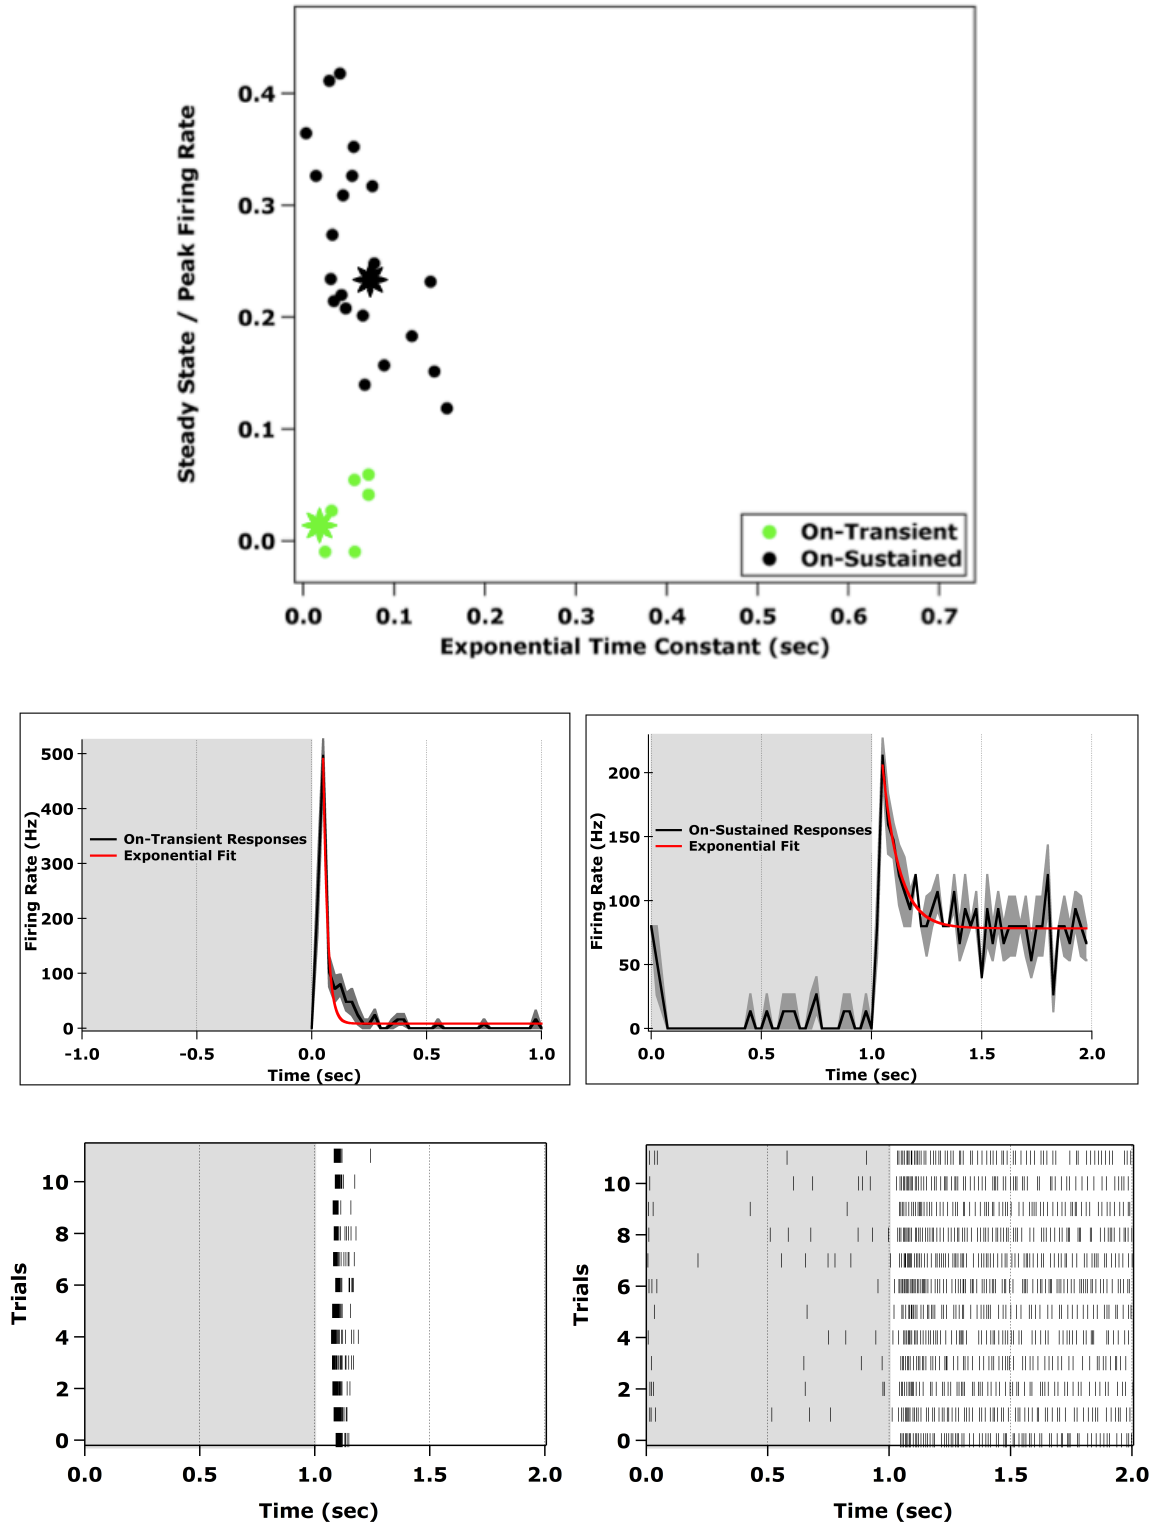 Steady State / Peak Firing Rate
0.4
0.3
0.2
0.1
0.0
On-Transient
On-Sustained
0.0 0.1 0.2 0.3 0.4 0.5 0.6 0.7
Exponential Time Constant (sec)
Firing Rate (Hz)
500
400
300
200
100
0
On-Transient Responses
Exponential Fit
-1.0 -0.5 0.0 0.5 1.0
Time (sec)
Firing Rate (Hz)
200
150
100
50
0
On-Sustained Responses
Exponential Fit
0.0 0.5 1.0 1.5 2.0
Time (sec)
Trials
10
8
6
4
2
0
0.0 0.5 1.0 1.5 2.0
Time (sec)
Trials
10
8
6
4
2
0
0.0 0.5 1.0 1.5 2.0
Time (sec)